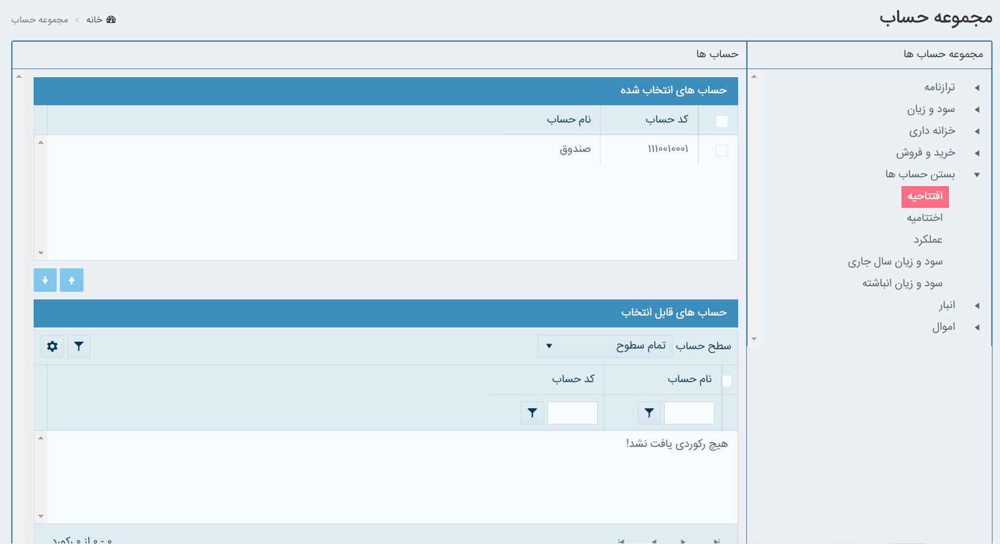 مجموعه حساب
خانه > مجموعه حساب
مجموعه حساب ها
ترازنامه
سود و زیان
خزانه داری
خرید و فروش
بستن حساب ها
افتتاحیه
اختتامیه
عملکرد
سود و زیان سال جاری
سود و زیان انباشته
انبار
اموال
حساب ها
حساب های انتخاب شده
کد حساب نام حساب
۱۱۱۰۰۱۰۰۰۱ صندوق
حساب های قابل انتخاب
سطح حساب تمام سطوح
نام حساب کد حساب
هیچ رکوردی یافت نشد!
۰ - ۰ از ۰ رکورد